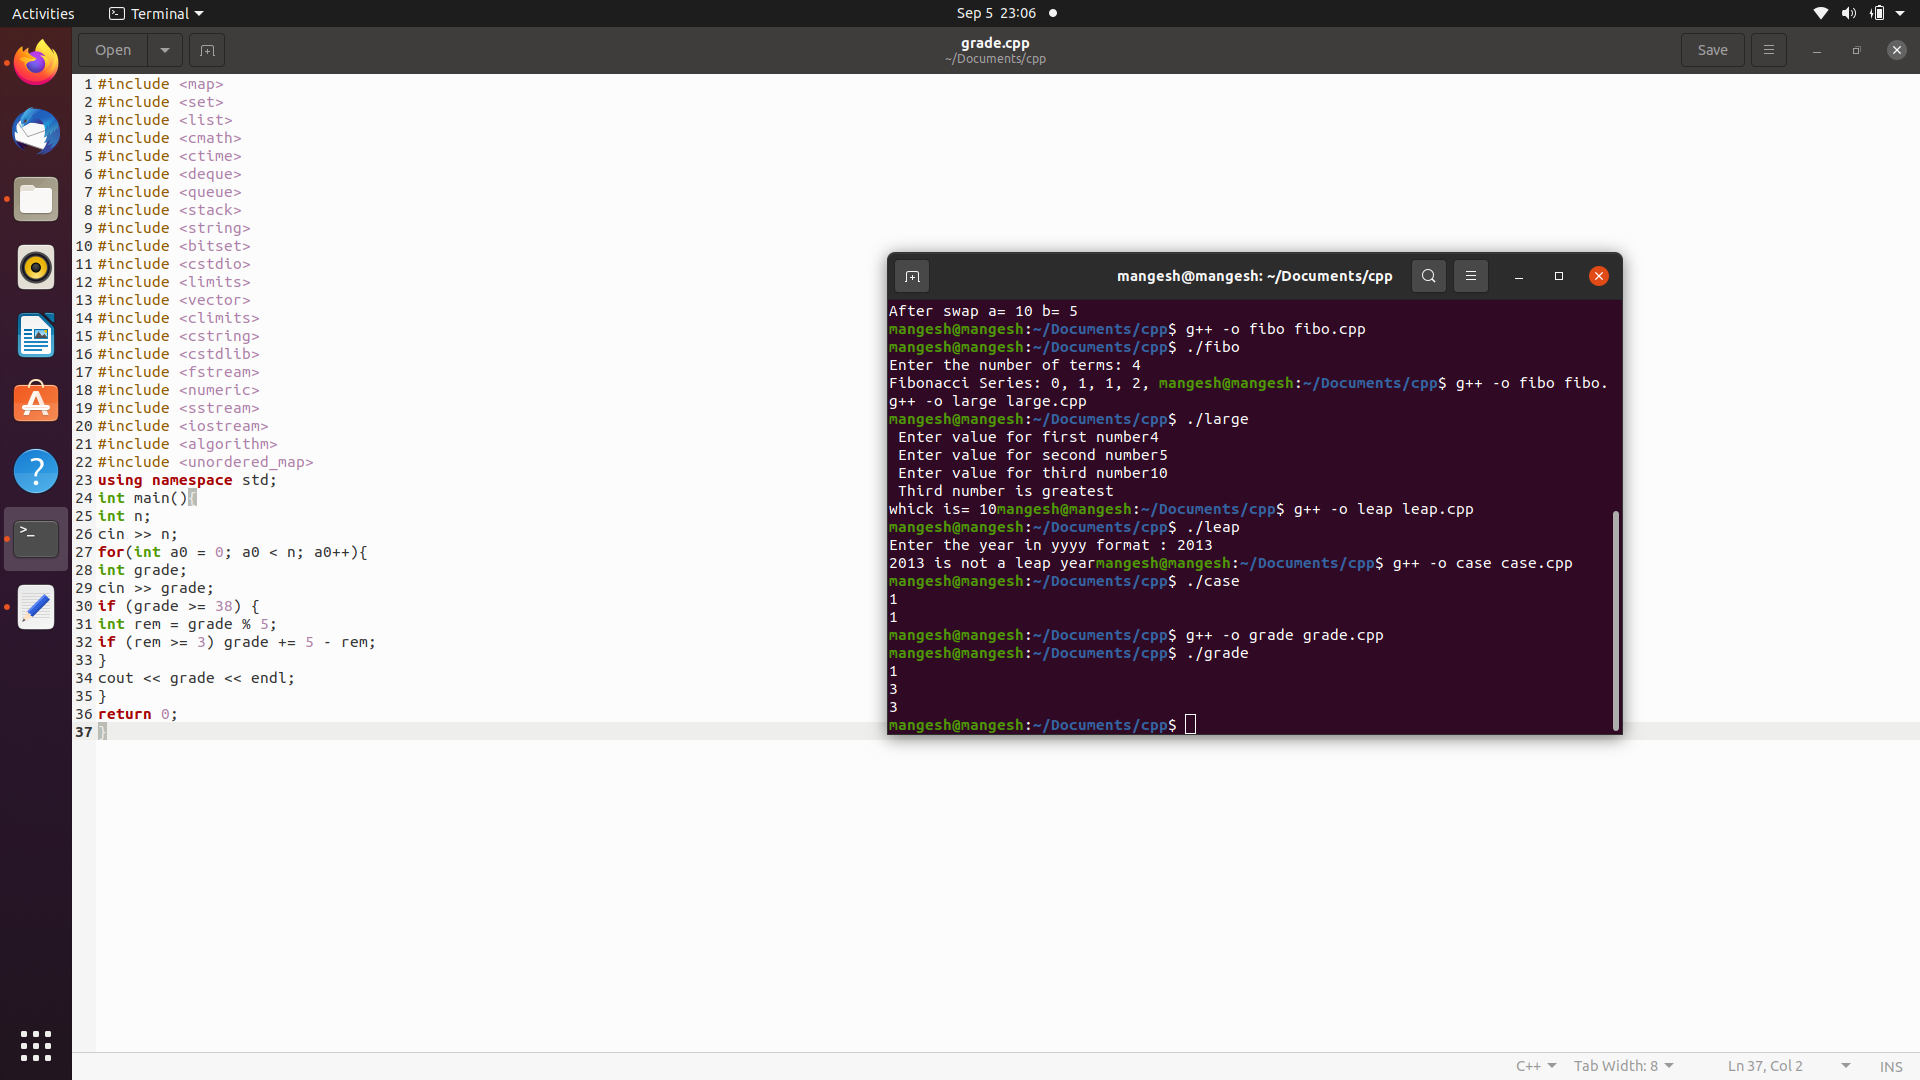 Activities
Terminal
Sep 5 23:06
Open
grade.cpp
~/Documents/cpp
Save
1 #include <map>
2 #include <set>
3 #include <list>
4 #include <cmath>
5 #include <ctime>
6 #include <deque>
7 #include <queue>
8 #include <stack>
9 #include <string>
10 #include <bitset>
11 #include <cstdio>
12 #include <limits>
13 #include <vector>
14 #include <climits>
15 #include <cstring>
16 #include <cstdlib>
17 #include <fstream>
18 #include <numeric>
19 #include <sstream>
20 #include <iostream>
21 #include <algorithm>
22 #include <unordered_map>
23 using namespace std;
24 int main(){
25 int n;
26 cin >> n;
27 for(int a0 = 0; a0 < n; a0++){
28 int grade;
29 cin >> grade;
30 if (grade >= 38) {
31 int rem = grade % 5;
32 if (rem >= 3) grade += 5 - rem;
33 }
34 cout << grade << endl;
35 }
36 return 0;
37 }
mangesh@mangesh: ~/Documents/cpp
After swap a= 10 b= 5
mangesh@mangesh:~/Documents/cpp$ g++ -o fibo fibo.cpp
mangesh@mangesh:~/Documents/cpp$ ./fibo
Enter the number of terms: 4
Fibonacci Series: 0, 1, 1, 2, mangesh@mangesh:~/Documents/cpp$ g++ -o fibo fibo.
g++ -o large large.cpp
mangesh@mangesh:~/Documents/cpp$ ./large
Enter value for first number4
Enter value for second number5
Enter value for third number10
Third number is greatest
whick is= 10mangesh@mangesh:~/Documents/cpp$ g++ -o leap leap.cpp
mangesh@mangesh:~/Documents/cpp$ ./leap
Enter the year in yyyy format : 2013
2013 is not a leap yearmangesh@mangesh:~/Documents/cpp$ g++ -o case case.cpp
mangesh@mangesh:~/Documents/cpp$ ./case
1
1
mangesh@mangesh:~/Documents/cpp$ g++ -o grade grade.cpp
mangesh@mangesh:~/Documents/cpp$ ./grade
1
3
3
mangesh@mangesh:~/Documents/cpp$
C++
Tab Width: 8
Ln 37, Col 2
INS